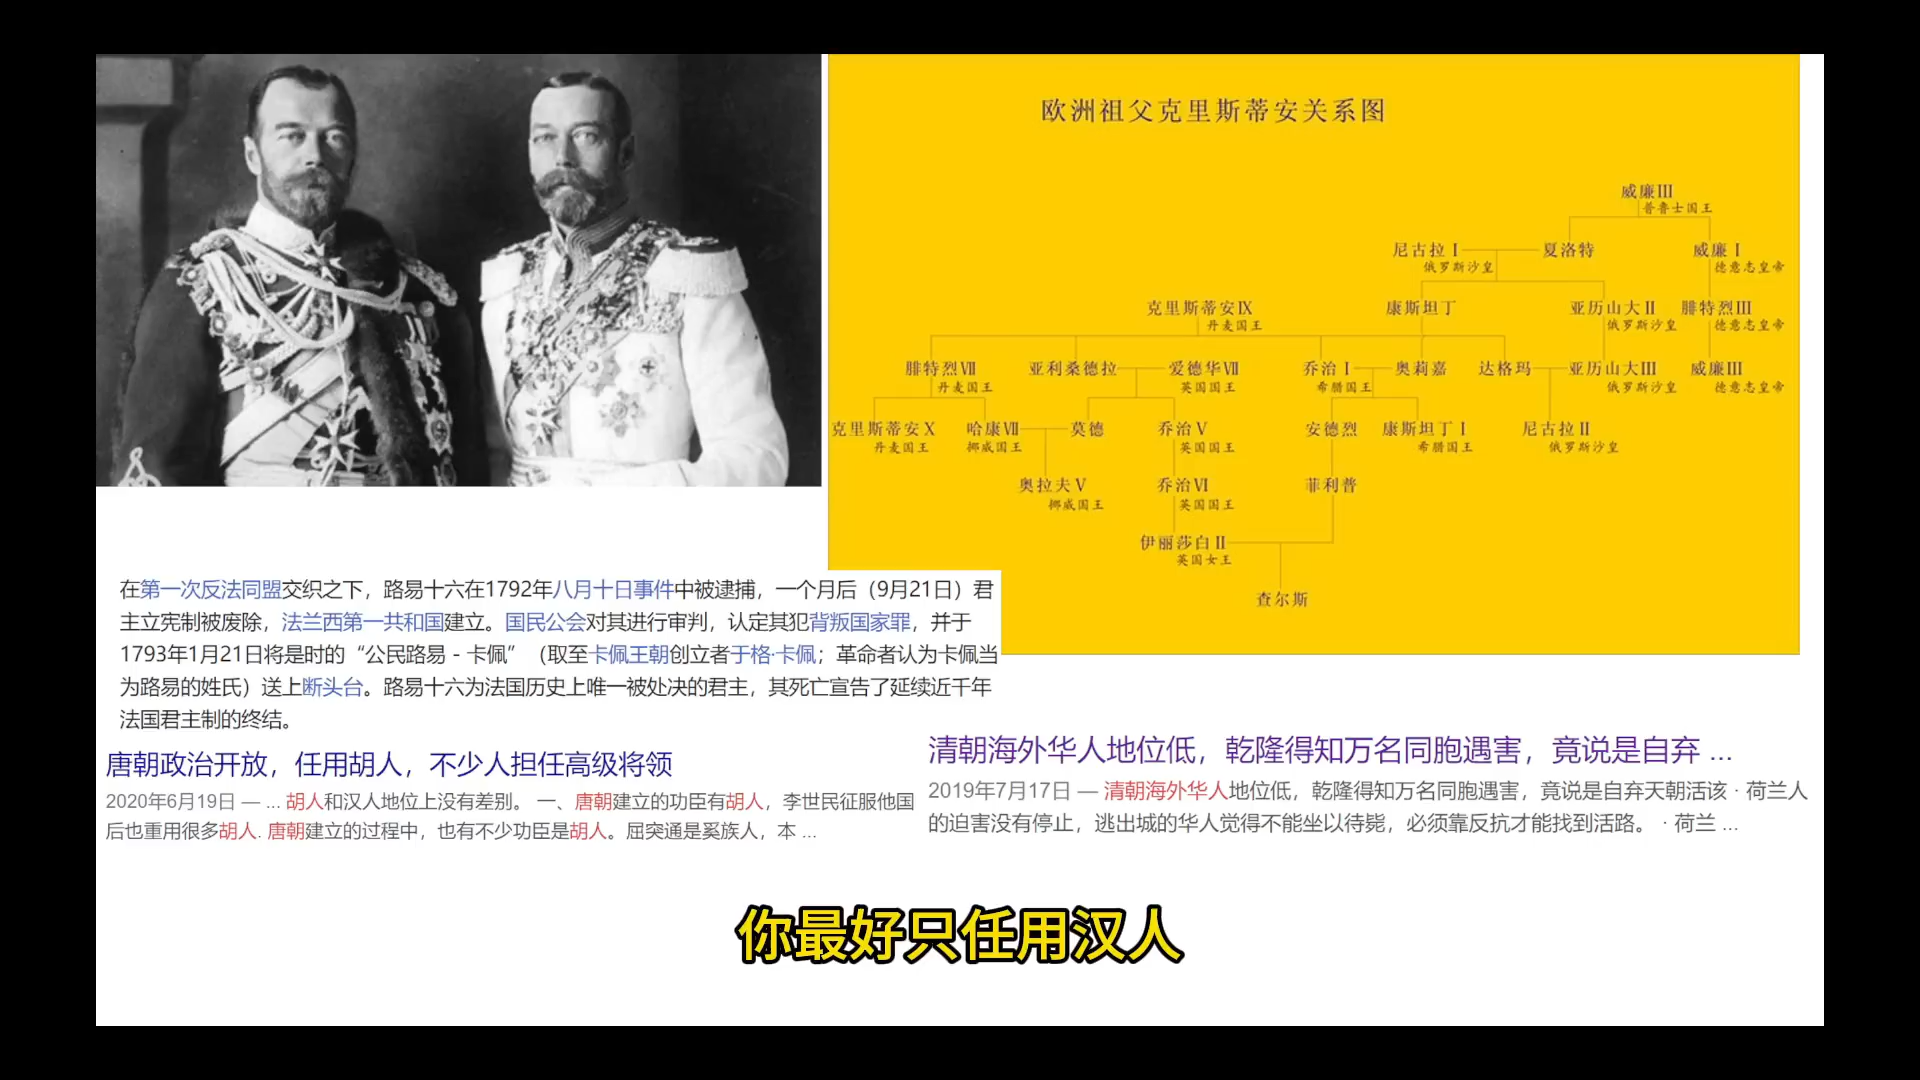 欧洲祖父克里斯蒂安关系图
威廉Ⅲ
普鲁士国王
尼古拉Ⅰ 夏洛特 威廉Ⅰ
俄罗斯沙皇 德意志皇帝
克里斯蒂安Ⅸ 康斯坦丁 亚历山大Ⅱ 腓特烈Ⅲ
丹麦国王 俄罗斯沙皇 德意志皇帝
腓特烈Ⅶ 亚利桑德拉 爱德华Ⅶ 乔治Ⅰ 奥莉嘉 达格玛 亚历山大Ⅲ 威廉Ⅲ
丹麦国王 英国国王 希腊国王 俄罗斯沙皇 德意志皇帝
克里斯蒂安Ⅹ 哈康Ⅶ 莫德 乔治Ⅴ 安德烈 康斯坦丁Ⅰ 尼古拉Ⅱ
丹麦国王 挪威国王 英国国王 希腊国王 俄罗斯沙皇
奥拉夫Ⅴ 乔治Ⅵ 菲利普
挪威国王 英国国王
伊丽莎白Ⅱ
英国女王
查尔斯
在第一次反法同盟交织之下，路易十六在1792年八月十日事件中被逮捕，一个月后（9月21日）君
主立宪制被废除，法兰西第一共和国建立。国民公会对其进行审判，认定其犯背叛国家罪，并于
1793年1月21日将是时的“公民路易－卡佩”（取至卡佩王朝创立者于格·卡佩；革命者认为卡佩当
为路易的姓氏）送上断头台。路易十六为法国历史上唯一被处决的君主，其死亡宣告了延续近千年
法国君主制的终结。
唐朝政治开放，任用胡人，不少人担任高级将领
2020年6月19日 — ... 胡人和汉人地位上没有差别。 一、唐朝建立的功臣有胡人，李世民征服他国
后也重用很多胡人. 唐朝建立的过程中，也有不少功臣是胡人。屈突通是奚族人，本 ...
清朝海外华人地位低，乾隆得知万名同胞遇害，竟说是自弃 ...
2019年7月17日 — 清朝海外华人地位低，乾隆得知万名同胞遇害，竟说是自弃天朝活该 · 荷兰人
的迫害没有停止，逃出城的华人觉得不能坐以待毙，必须靠反抗才能找到活路。 · 荷兰 ...
你最好只任用汉人